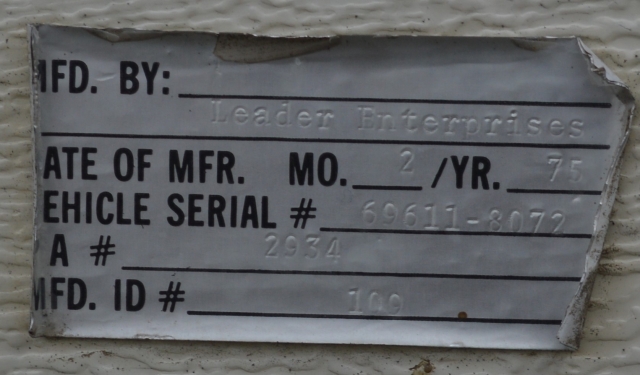 MFD. BY:
Leader Enterprises
ATE OF MFR. MO. 2 /YR. 75
EHICLE SERIAL # 69611-8072
A # 2934
MFD. ID # 109